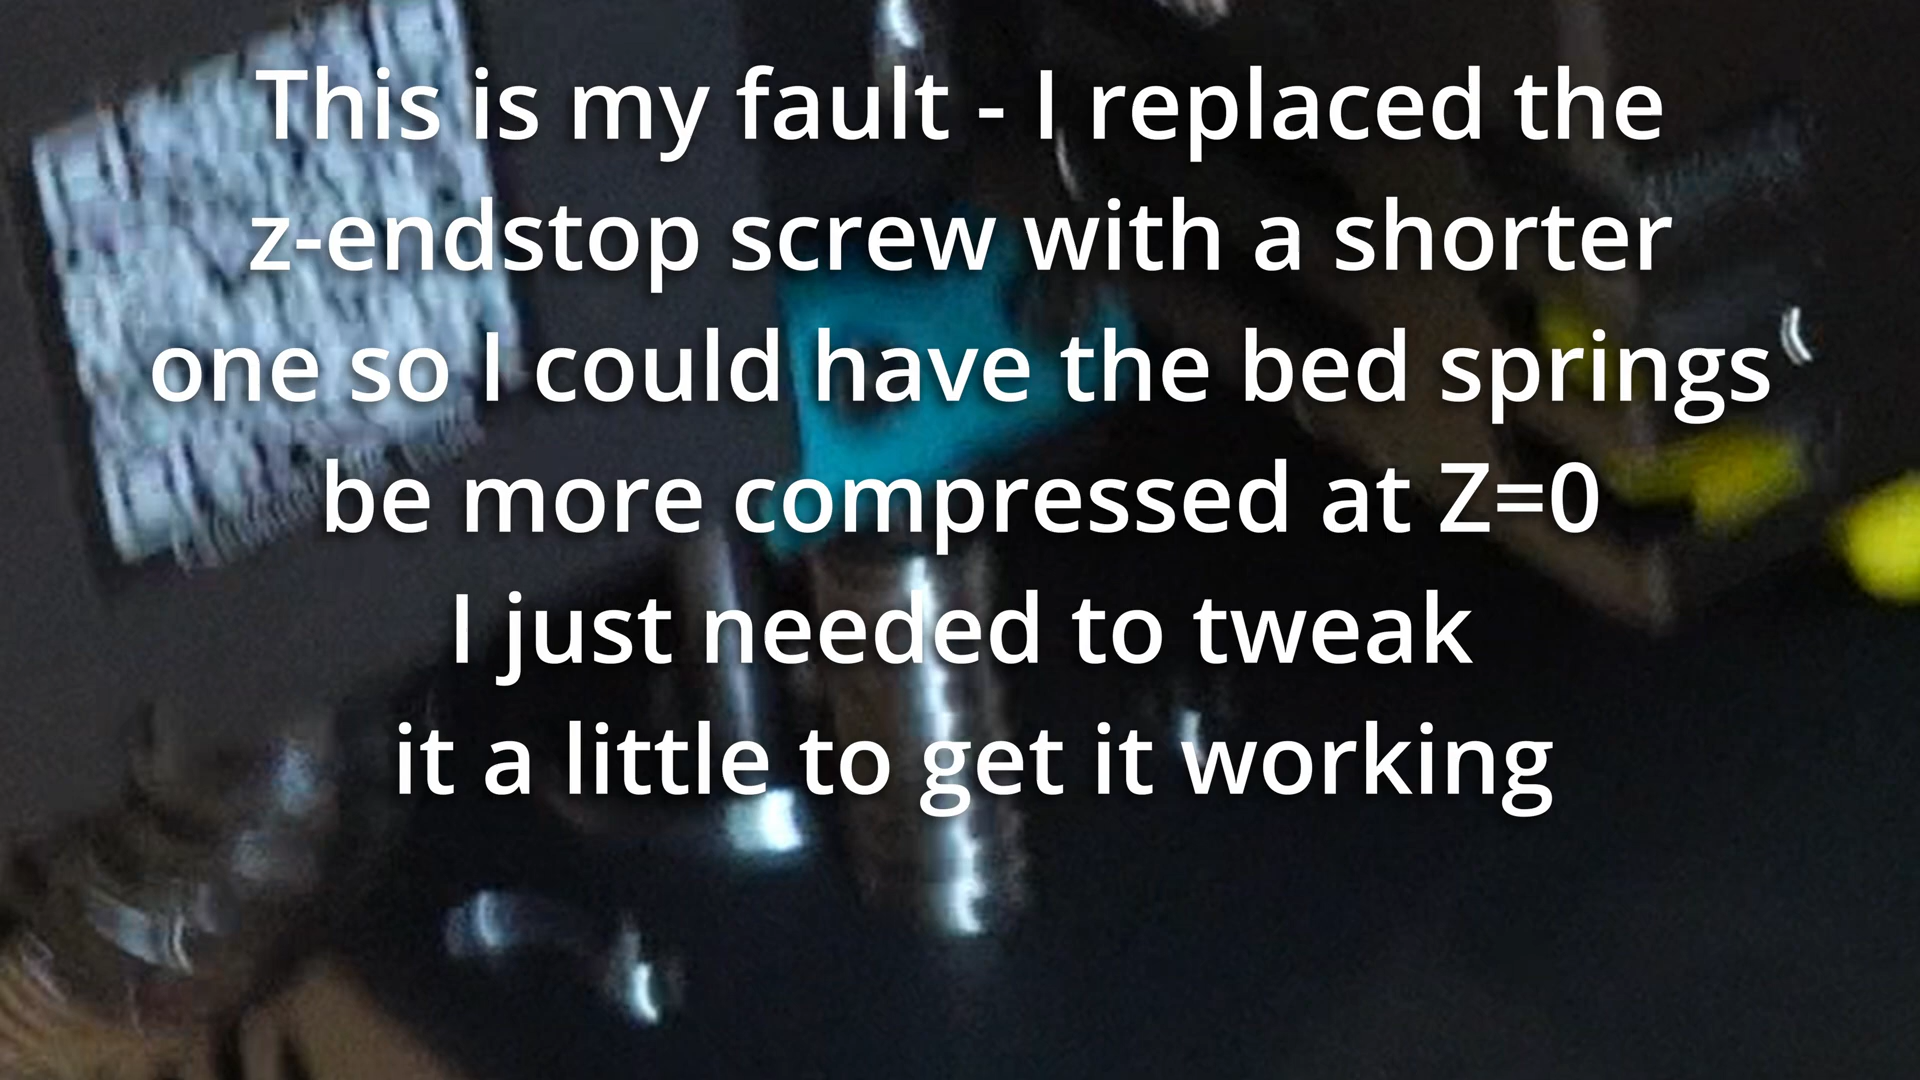 This is my fault - I replaced the
z-endstop screw with a shorter
one so I could have the bed springs
be more compressed at Z=0
I just needed to tweak
it a little to get it working